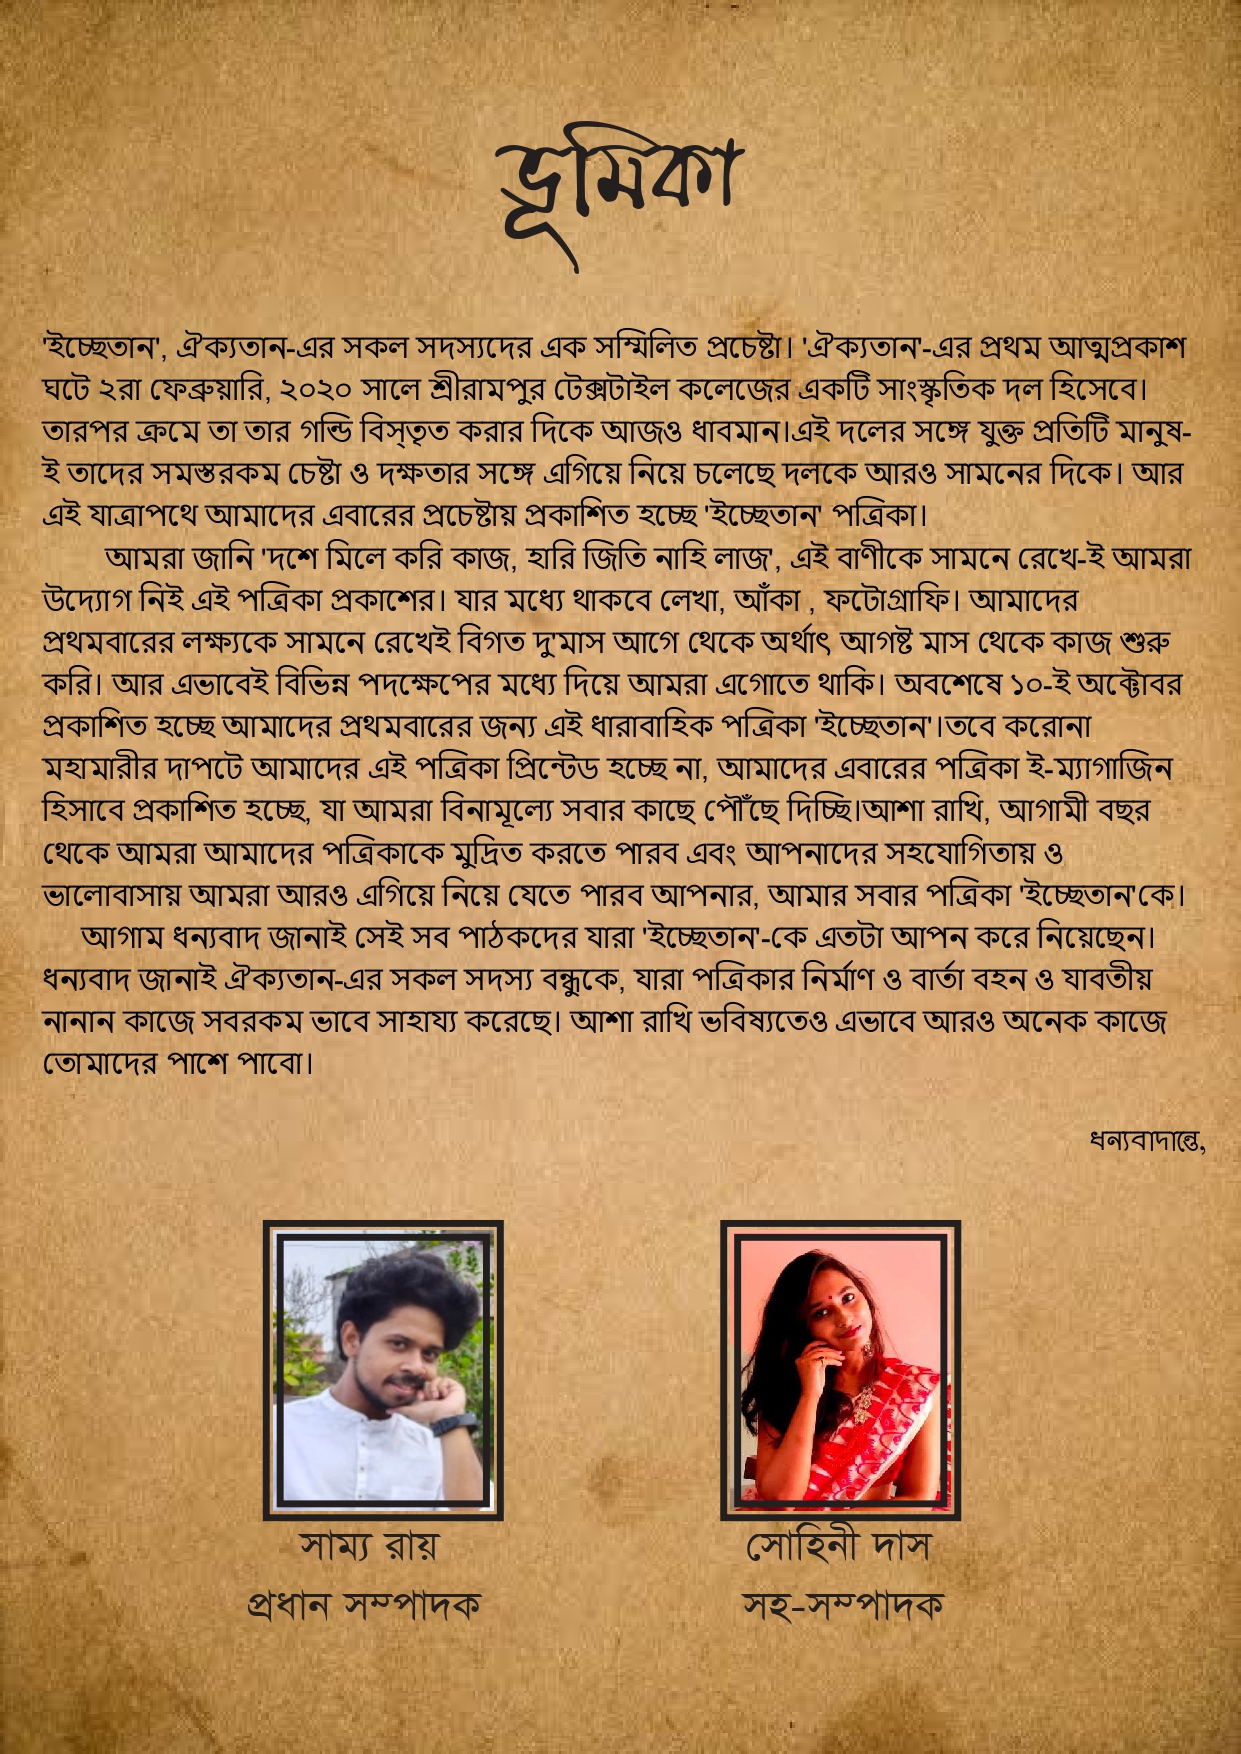 ভূমিকা
'ইচ্ছেতান', ঐক্যতান-এর সকল সদস্যদের এক সম্মিলিত প্রচেষ্টা। 'ঐক্যতান'-এর প্রথম আত্মপ্রকাশ
ঘটে ২রা ফেব্রুয়ারি, ২০২০ সালে শ্রীরামপুর টেক্সটাইল কলেজের একটি সাংস্কৃতিক দল হিসেবে।
তারপর ক্রমে তা তার গন্ডি বিস্তৃত করার দিকে আজও ধাবমান।এই দলের সঙ্গে যুক্ত প্রতিটি মানুষ-
ই তাদের সমস্তরকম চেষ্টা ও দক্ষতার সঙ্গে এগিয়ে নিয়ে চলেছে দলকে আরও সামনের দিকে। আর
এই যাত্রাপথে আমাদের এবারের প্রচেষ্টায় প্রকাশিত হচ্ছে 'ইচ্ছেতান' পত্রিকা।
আমরা জানি 'দশে মিলে করি কাজ, হারি জিতি নাহি লাজ', এই বাণীকে সামনে রেখে-ই আমরা
উদ্যোগ নিই এই পত্রিকা প্রকাশের। যার মধ্যে থাকবে লেখা, আঁকা , ফটোগ্রাফি। আমাদের
প্রথমবারের লক্ষ্যকে সামনে রেখেই বিগত দু'মাস আগে থেকে অর্থাৎ আগষ্ট মাস থেকে কাজ শুরু
করি। আর এভাবেই বিভিন্ন পদক্ষেপের মধ্যে দিয়ে আমরা এগোতে থাকি। অবশেষে ১০-ই অক্টোবর
প্রকাশিত হচ্ছে আমাদের প্রথমবারের জন্য এই ধারাবাহিক পত্রিকা 'ইচ্ছেতান'।তবে করোনা
মহামারীর দাপটে আমাদের এই পত্রিকা প্রিন্টেড হচ্ছে না, আমাদের এবারের পত্রিকা ই-ম্যাগাজিন
হিসাবে প্রকাশিত হচ্ছে, যা আমরা বিনামূল্যে সবার কাছে পৌঁছে দিচ্ছি।আশা রাখি, আগামী বছর
থেকে আমরা আমাদের পত্রিকাকে মুদ্রিত করতে পারব এবং আপনাদের সহযোগিতায় ও
ভালোবাসায় আমরা আরও এগিয়ে নিয়ে যেতে পারব আপনার, আমার সবার পত্রিকা 'ইচ্ছেতান'কে।
আগাম ধন্যবাদ জানাই সেই সব পাঠকদের যারা 'ইচ্ছেতান'-কে এতটা আপন করে নিয়েছেন।
ধন্যবাদ জানাই ঐক্যতান-এর সকল সদস্য বন্ধুকে, যারা পত্রিকার নির্মাণ ও বার্তা বহন ও যাবতীয়
নানান কাজে সবরকম ভাবে সাহায্য করেছে। আশা রাখি ভবিষ্যতেও এভাবে আরও অনেক কাজে
তোমাদের পাশে পাবো।
ধন্যবাদান্তে,
সাম্য রায়
প্রধান সম্পাদক
সোহিনী দাস
সহ-সম্পাদক